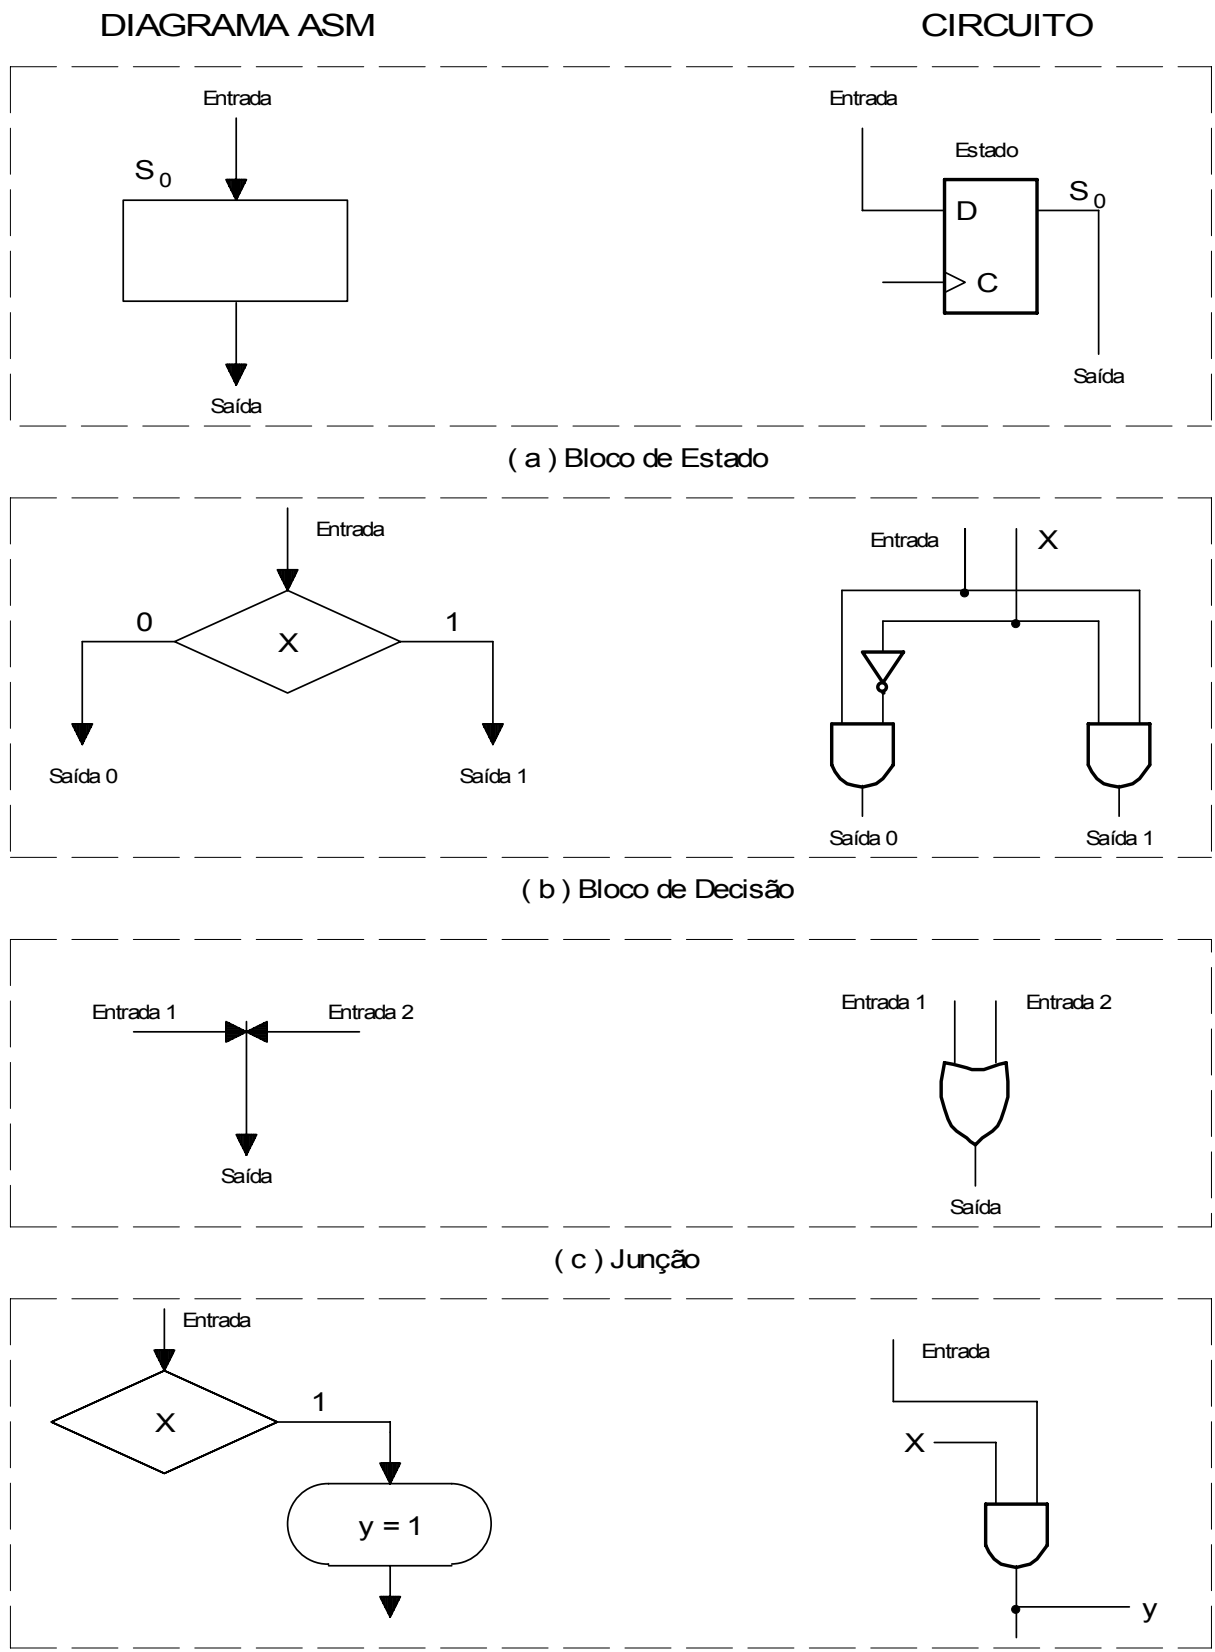 DIAGRAMA ASM CIRCUITO
Entrada Entrada
S0 Estado
D S0
C
Saída Saída
( a ) Bloco de Estado
Entrada Entrada X
0 X 1
Saída 0 Saída 1 Saída 0 Saída 1
( b ) Bloco de Decisão
Entrada 1 Entrada 2 Entrada 1 Entrada 2
Saída Saída
( c ) Junção
Entrada Entrada
X 1 X
y = 1
y